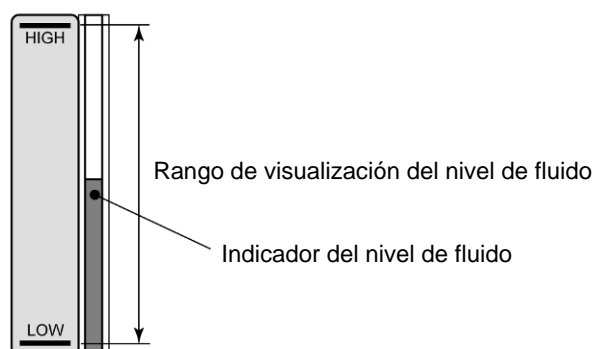 HIGH
Rango de visualización del nivel de fluido
Indicador del nivel de fluido
LOW